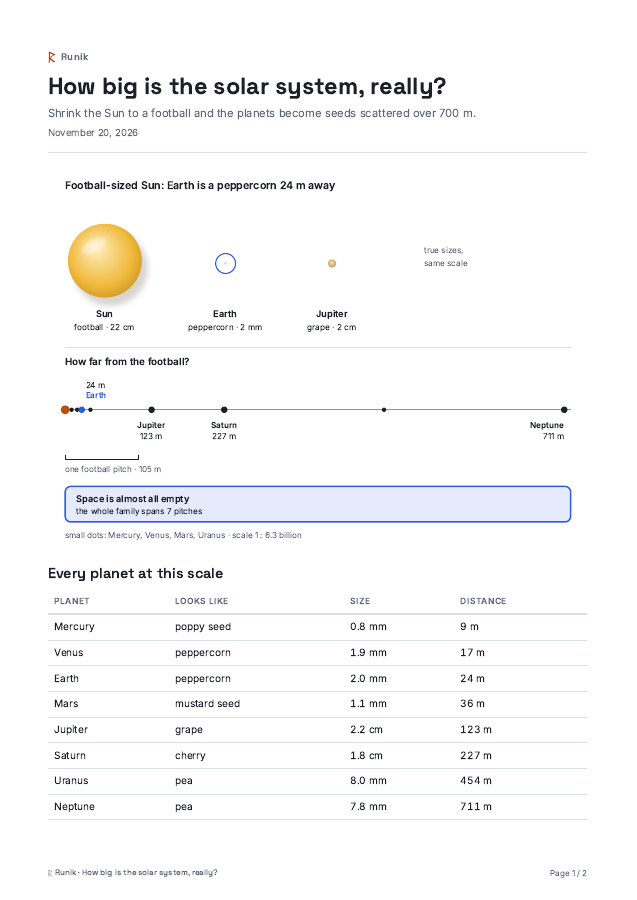 Runik
How big is the solar system, really?
Shrink the Sun to a football and the planets become seeds scattered over 700 m.
November 20, 2026
Football-sized Sun: Earth is a peppercorn 24 m away
true sizes,
same scale
Sun
football · 22 cm
Earth
peppercorn · 2 mm
Jupiter
grape · 2 cm
How far from the football?
24 m
Earth
Jupiter
123 m
Saturn
227 m
Neptune
711 m
one football pitch · 105 m
Space is almost all empty
the whole family spans 7 pitches
small dots: Mercury, Venus, Mars, Uranus · scale 1 : 6.3 billion
Every planet at this scale
PLANET LOOKS LIKE SIZE DISTANCE
Mercury poppy seed 0.8 mm 9 m
Venus peppercorn 1.9 mm 17 m
Earth peppercorn 2.0 mm 24 m
Mars mustard seed 1.1 mm 36 m
Jupiter grape 2.2 cm 123 m
Saturn cherry 1.8 cm 227 m
Uranus pea 8.0 mm 454 m
Neptune pea 7.8 mm 711 m
Runik · How big is the solar system, really? Page 1 / 2